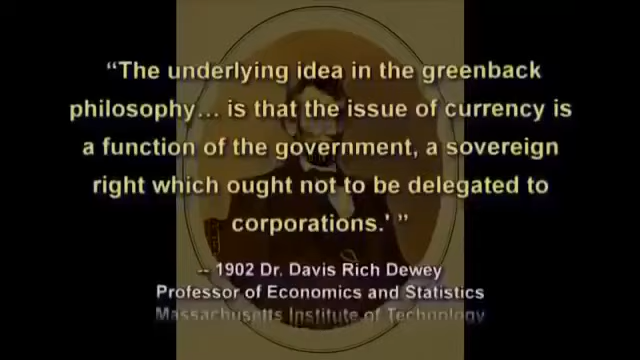 “The underlying idea in the greenback
philosophy... is that the issue of currency is
a function of the government, a sovereign
right which ought not to be delegated to
corporations.' ”
-- 1902 Dr. Davis Rich Dewey
Professor of Economics and Statistics
Massachusetts Institute of Technology